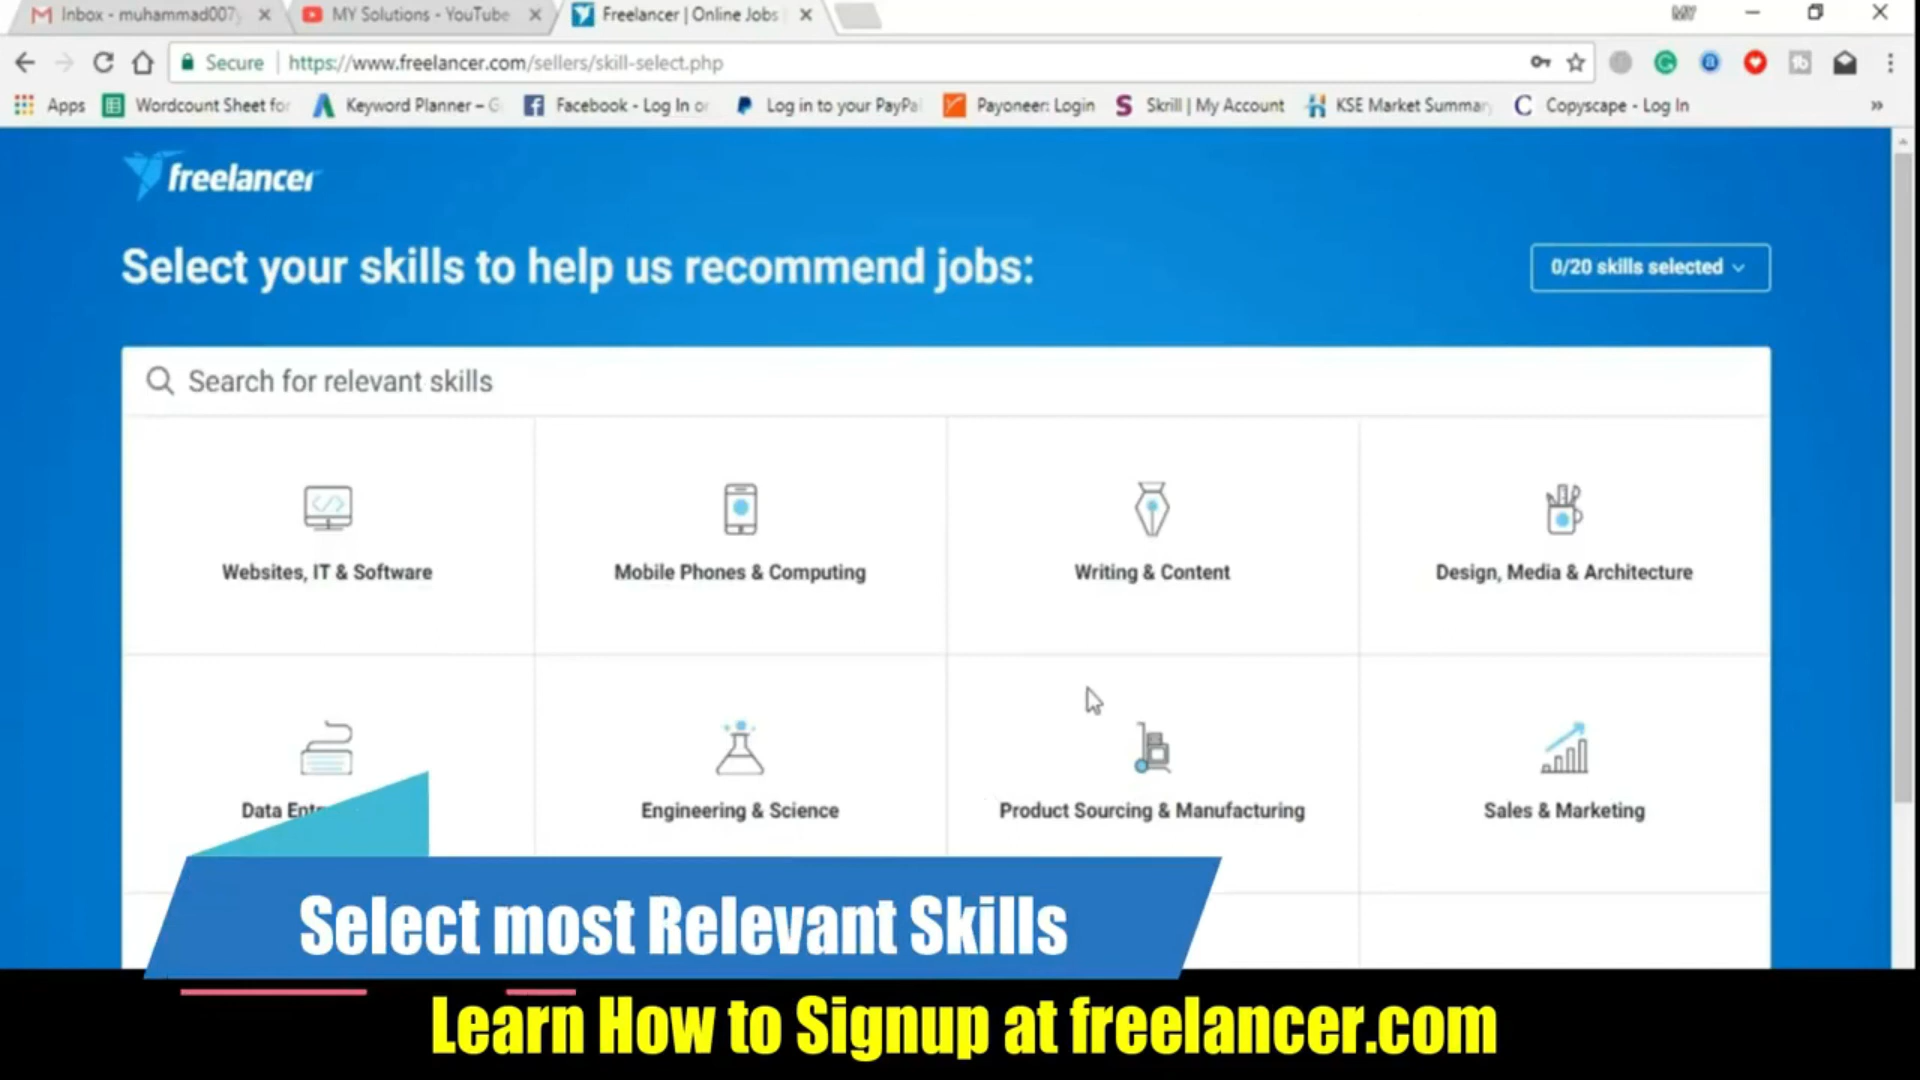 Inbox - muhammad007
MY Solutions - YouTube
Freelancer | Online Jobs
MY
Secure
https://www.freelancer.com/sellers/skill-select.php
Apps
Wordcount Sheet for
Keyword Planner – G
Facebook - Log In or
Log in to your PayPa
Payoneer: Login
Skrill | My Account
KSE Market Summar
Copyscape - Log In
freelancer
Select your skills to help us recommend jobs:
0/20 skills selected
Search for relevant skills
Websites, IT & Software
Mobile Phones & Computing
Writing & Content
Design, Media & Architecture
Data Ent
Engineering & Science
Product Sourcing & Manufacturing
Sales & Marketing
Select most Relevant Skills
Learn How to Signup at freelancer.com